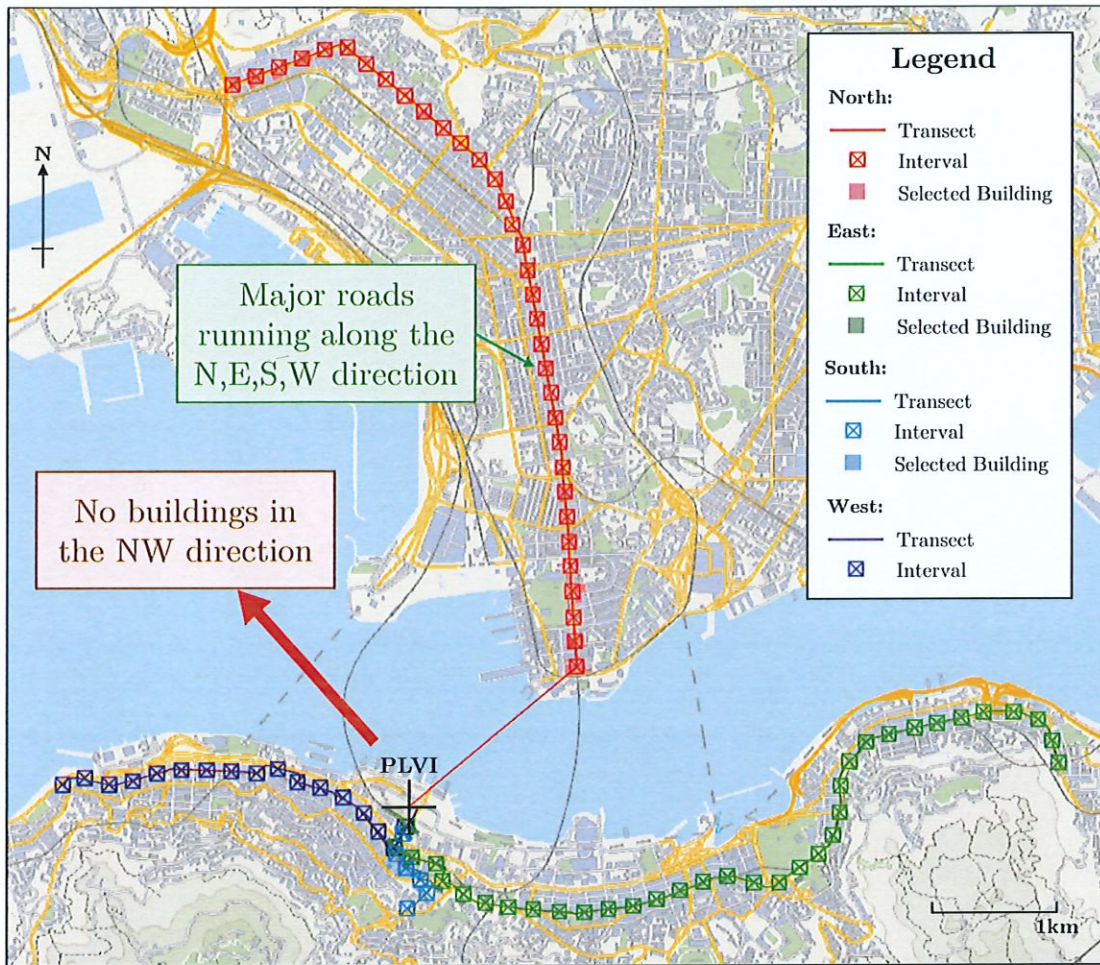 Legend
North:
Transect
Interval
Selected Building
East:
Transect
Interval
Selected Building
South:
Transect
Interval
Selected Building
West:
Transect
Interval
N
Major roads
running along the
N,E,S,W direction
No buildings in
the NW direction
PLVI
1km